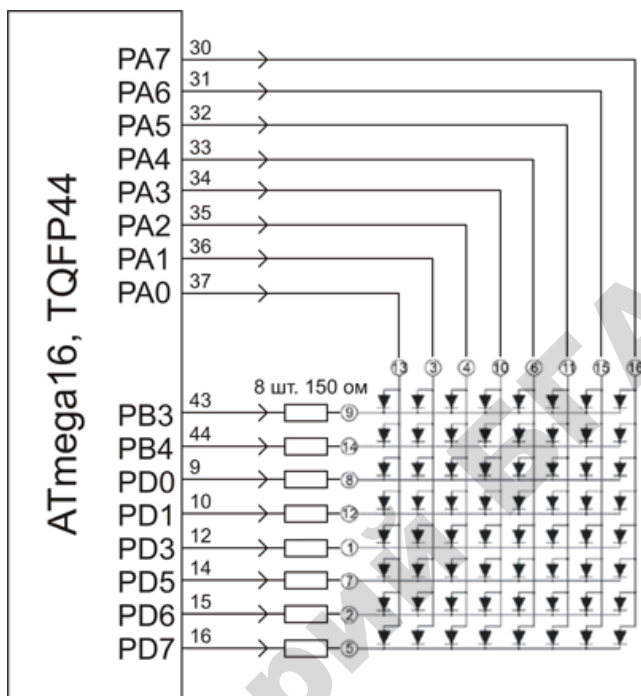 ATmega16, TQFP44
PA7 30
PA6 31
PA5 32
PA4 33
PA3 34
PA2 35
PA1 36
PA0 37
13 3 4 10 6 11 15 16
8 шт. 150 ом
PB3 43 9
PB4 44 14
PD0 9 8
PD1 10 12
PD3 12 1
PD5 14 7
PD6 15 2
PD7 16 5